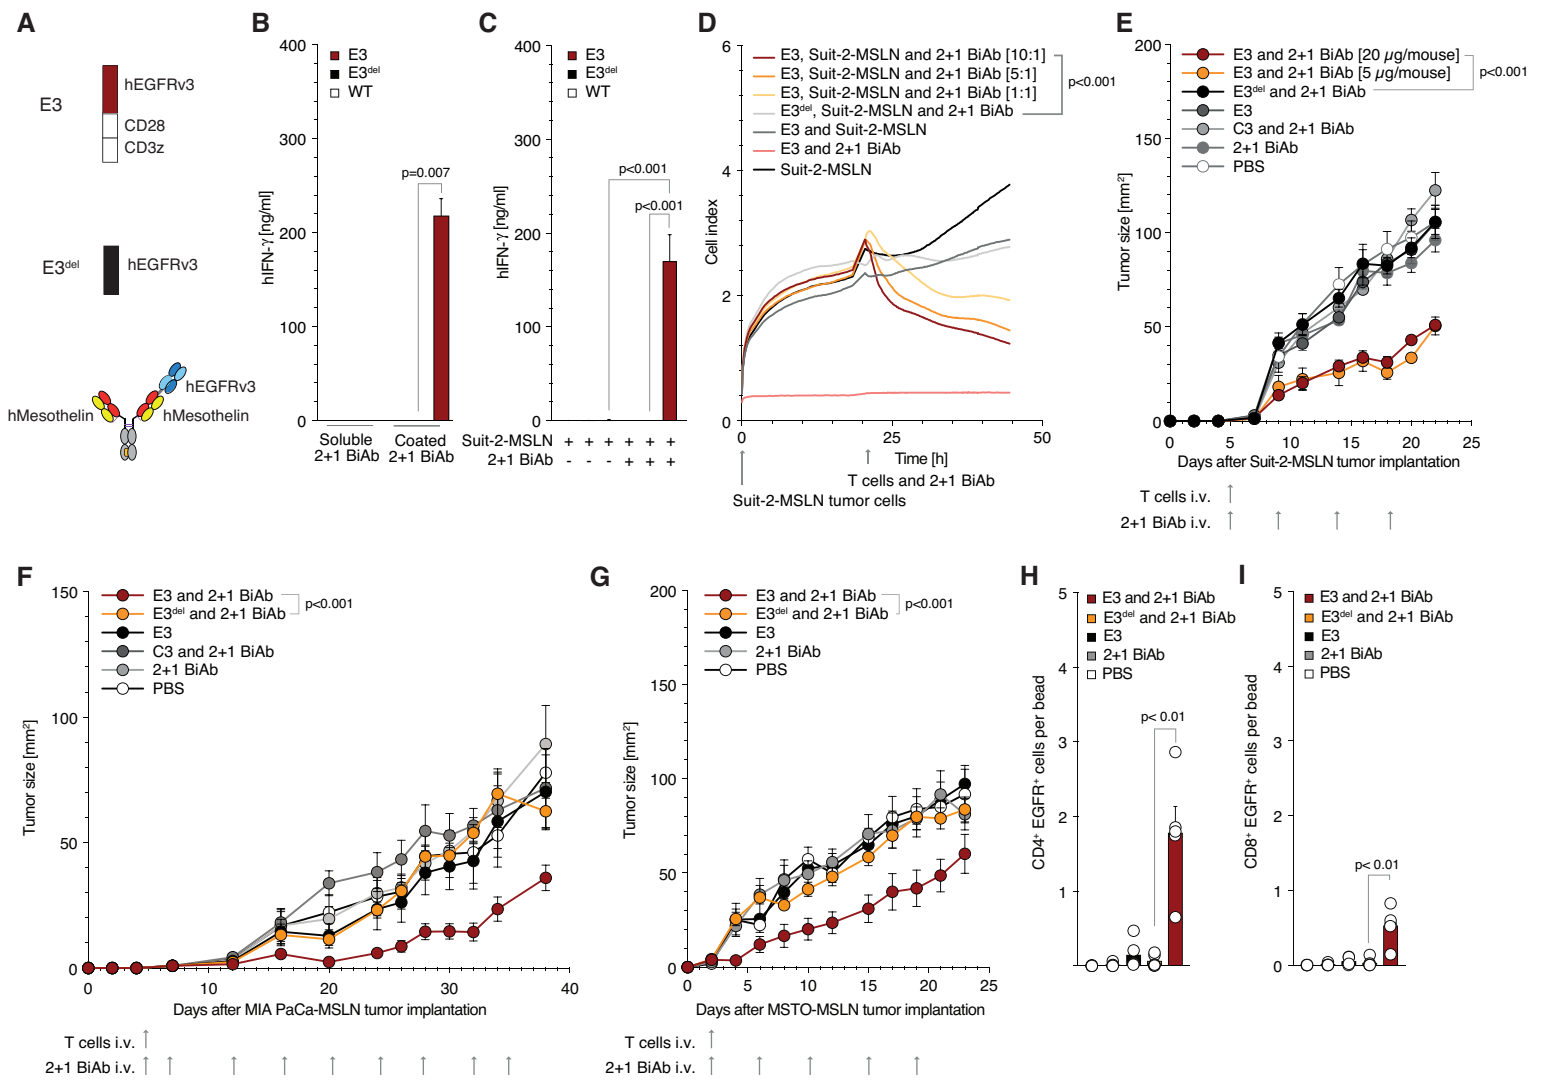 A
E3
hEGFRv3
CD28
CD3z
E3del
hEGFRv3
hMesothelin
hEGFRv3
hMesothelin
B
400
300
200
100
0
hIFN-γ [ng/ml]
E3
E3del
WT
p=0.007
Soluble
2+1 BiAb
Coated
2+1 BiAb
C
400
300
200
100
0
hIFN-γ [ng/ml]
E3
E3del
WT
p<0.001
p<0.001
Suit-2-MSLN + + + + + +
2+1 BiAb - - - + + +
D
6
4
2
0
Cell index
E3, Suit-2-MSLN and 2+1 BiAb [10:1]
E3, Suit-2-MSLN and 2+1 BiAb [5:1]
E3, Suit-2-MSLN and 2+1 BiAb [1:1]
E3del, Suit-2-MSLN and 2+1 BiAb
E3 and Suit-2-MSLN
E3 and 2+1 BiAb
Suit-2-MSLN
p<0.001
0 25 50
Time [h]
T cells and 2+1 BiAb
Suit-2-MSLN tumor cells
E
200
150
100
50
0
Tumor size [mm2]
E3 and 2+1 BiAb [20 µg/mouse]
E3 and 2+1 BiAb [5 µg/mouse]
E3del and 2+1 BiAb
E3
C3 and 2+1 BiAb
2+1 BiAb
PBS
p<0.001
0 5 10 15 20 25
Days after Suit-2-MSLN tumor implantation
T cells i.v.
2+1 BiAb i.v.
F
150
100
50
0
Tumor size [mm2]
E3 and 2+1 BiAb
E3del and 2+1 BiAb
E3
C3 and 2+1 BiAb
2+1 BiAb
PBS
p<0.001
0 10 20 30 40
Days after MIA PaCa-MSLN tumor implantation
T cells i.v.
2+1 BiAb i.v.
G
200
150
100
50
0
Tumor size [mm2]
E3 and 2+1 BiAb
E3del and 2+1 BiAb
E3
2+1 BiAb
PBS
p<0.001
0 5 10 15 20 25
Days after MSTO-MSLN tumor implantation
T cells i.v.
2+1 BiAb i.v.
H
5
4
3
2
1
CD4+ EGFR+ cells per bead
E3 and 2+1 BiAb
E3del and 2+1 BiAb
E3
2+1 BiAb
PBS
p< 0.01
I
5
4
3
2
1
0
CD8+ EGFR+ cells per bead
E3 and 2+1 BiAb
E3del and 2+1 BiAb
E3
2+1 BiAb
PBS
p< 0.01